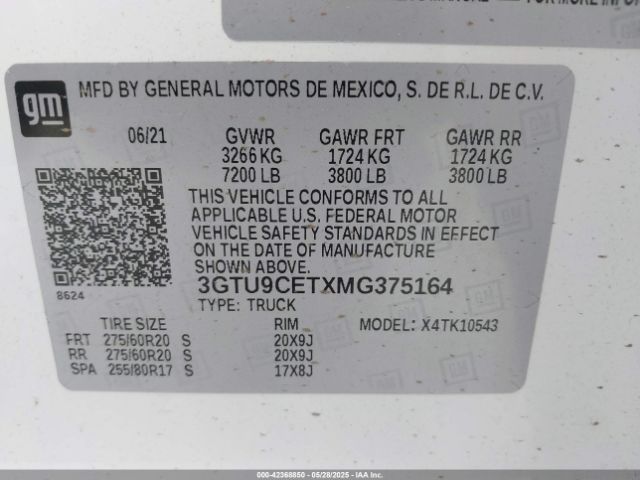 FOR MORE INFO
gm
MFD BY GENERAL MOTORS DE MEXICO, S. DE R.L. DE C.V.
06/21 GVWR GAWR FRT GAWR RR
3266 KG 1724 KG 1724 KG
7200 LB 3800 LB 3800 LB
THIS VEHICLE CONFORMS TO ALL
APPLICABLE U.S. FEDERAL MOTOR
VEHICLE SAFETY STANDARDS IN EFFECT
ON THE DATE OF MANUFACTURE
SHOWN ABOVE.
8624
3GTU9CETXMG375164
TYPE: TRUCK
TIRE SIZE RIM MODEL: X4TK10543
FRT 275/60R20 S 20X9J
RR 275/60R20 S 20X9J
SPA 255/80R17 S 17X8J
000-42368850 - 05/28/2025 - IAA Inc.